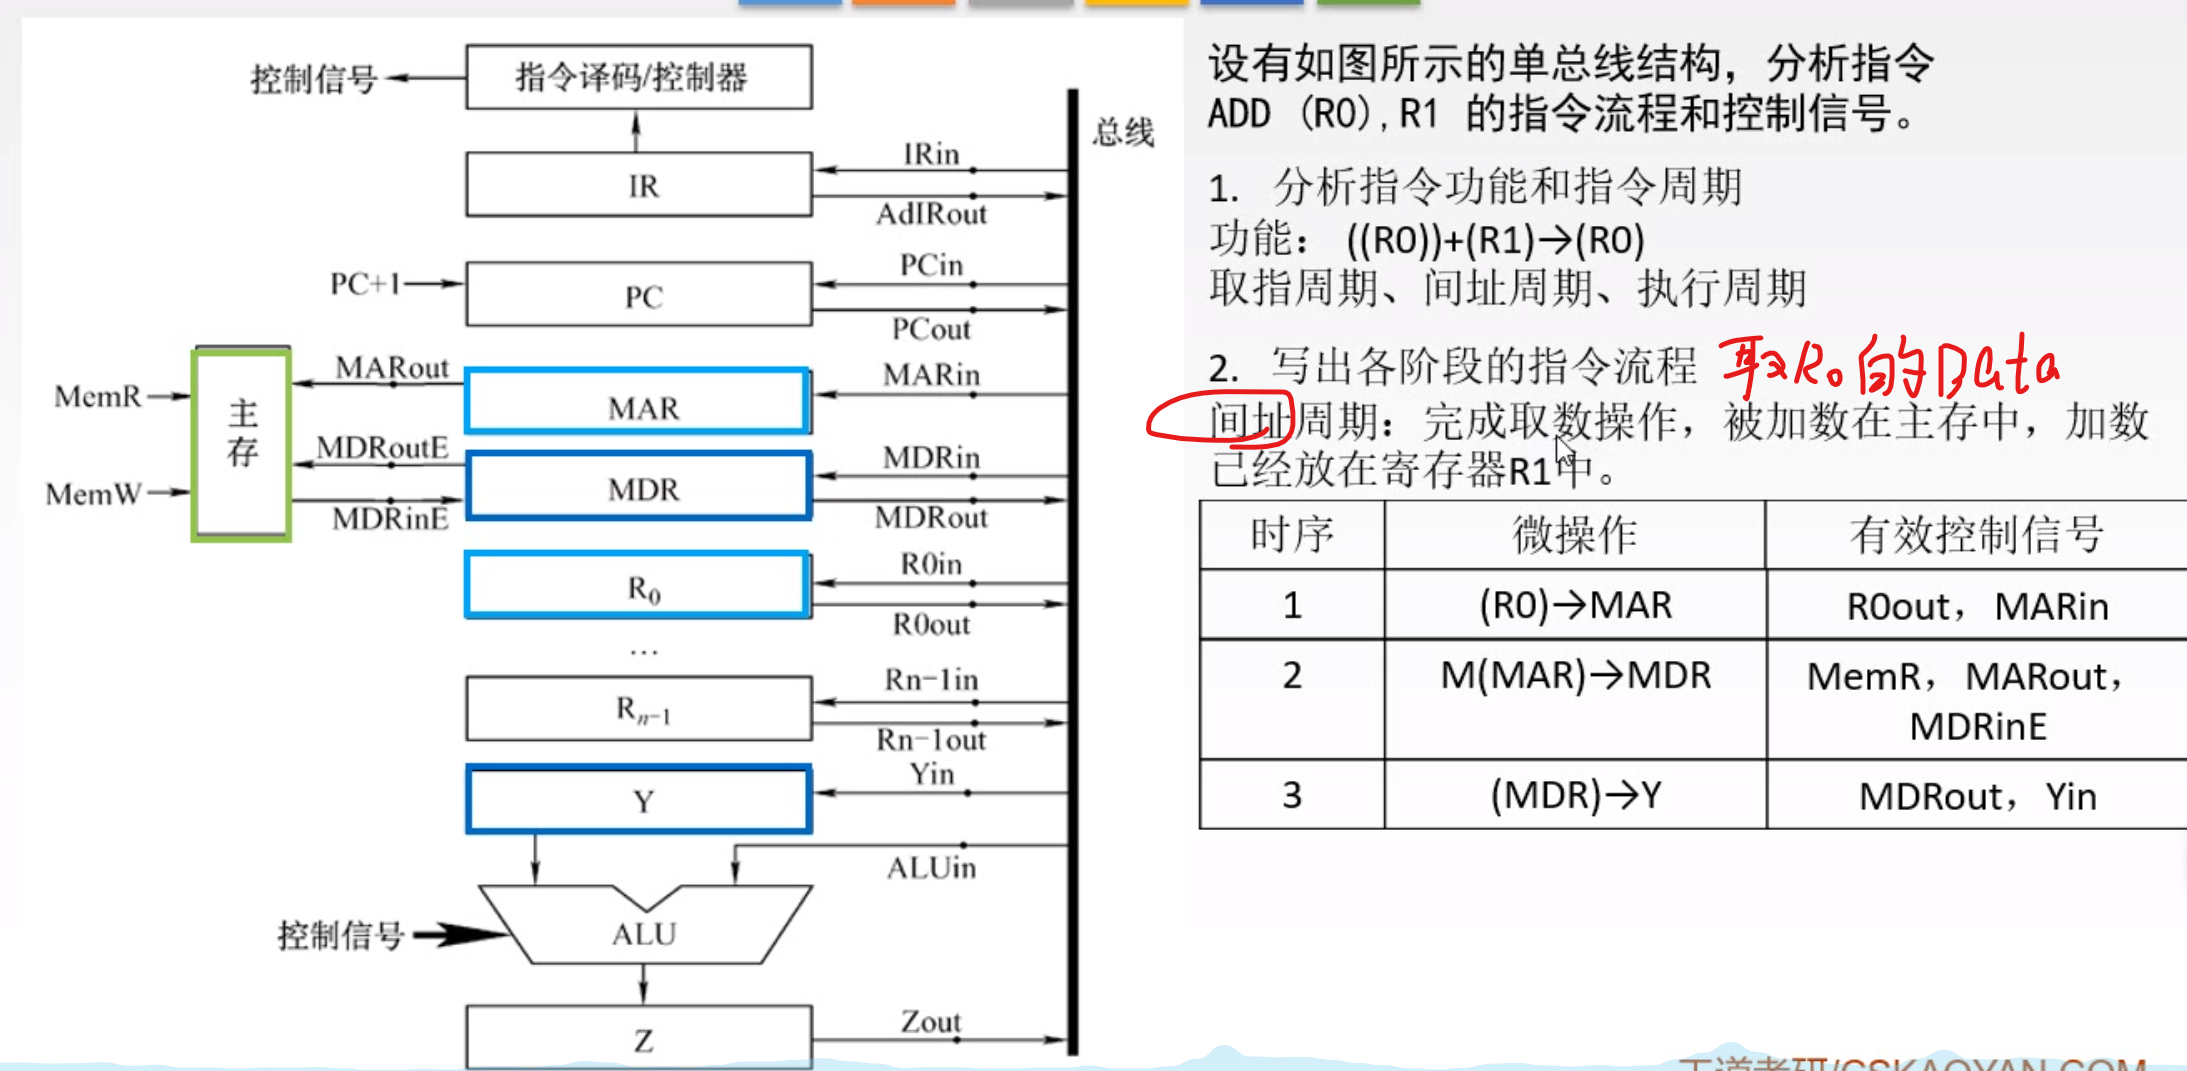 控制信号
指令译码/控制器
IR
IRin
AdIRout
总线
PC+1
PC
PCin
PCout
MemR
MemW
主存
MARout
MDRoutE
MDRinE
MAR
MARin
MDR
MDRin
MDRout
R0
R0in
R0out
...
Rn-1
Rn-1in
Rn-1out
Y
Yin
ALUin
控制信号
ALU
Z
Zout
设有如图所示的单总线结构，分析指令
ADD (R0),R1 的指令流程和控制信号。
1. 分析指令功能和指令周期
功能： ((R0))+(R1)→(R0)
取指周期、间址周期、执行周期
2. 写出各阶段的指令流程 取R0的Data
间址周期：完成取数操作，被加数在主存中，加数
已经放在寄存器R1中。
时序 微操作 有效控制信号
1 (R0)→MAR R0out，MARin
2 M(MAR)→MDR MemR，MARout，
MDRinE
3 (MDR)→Y MDRout，Yin
王道考研/CSKAOYAN.COM